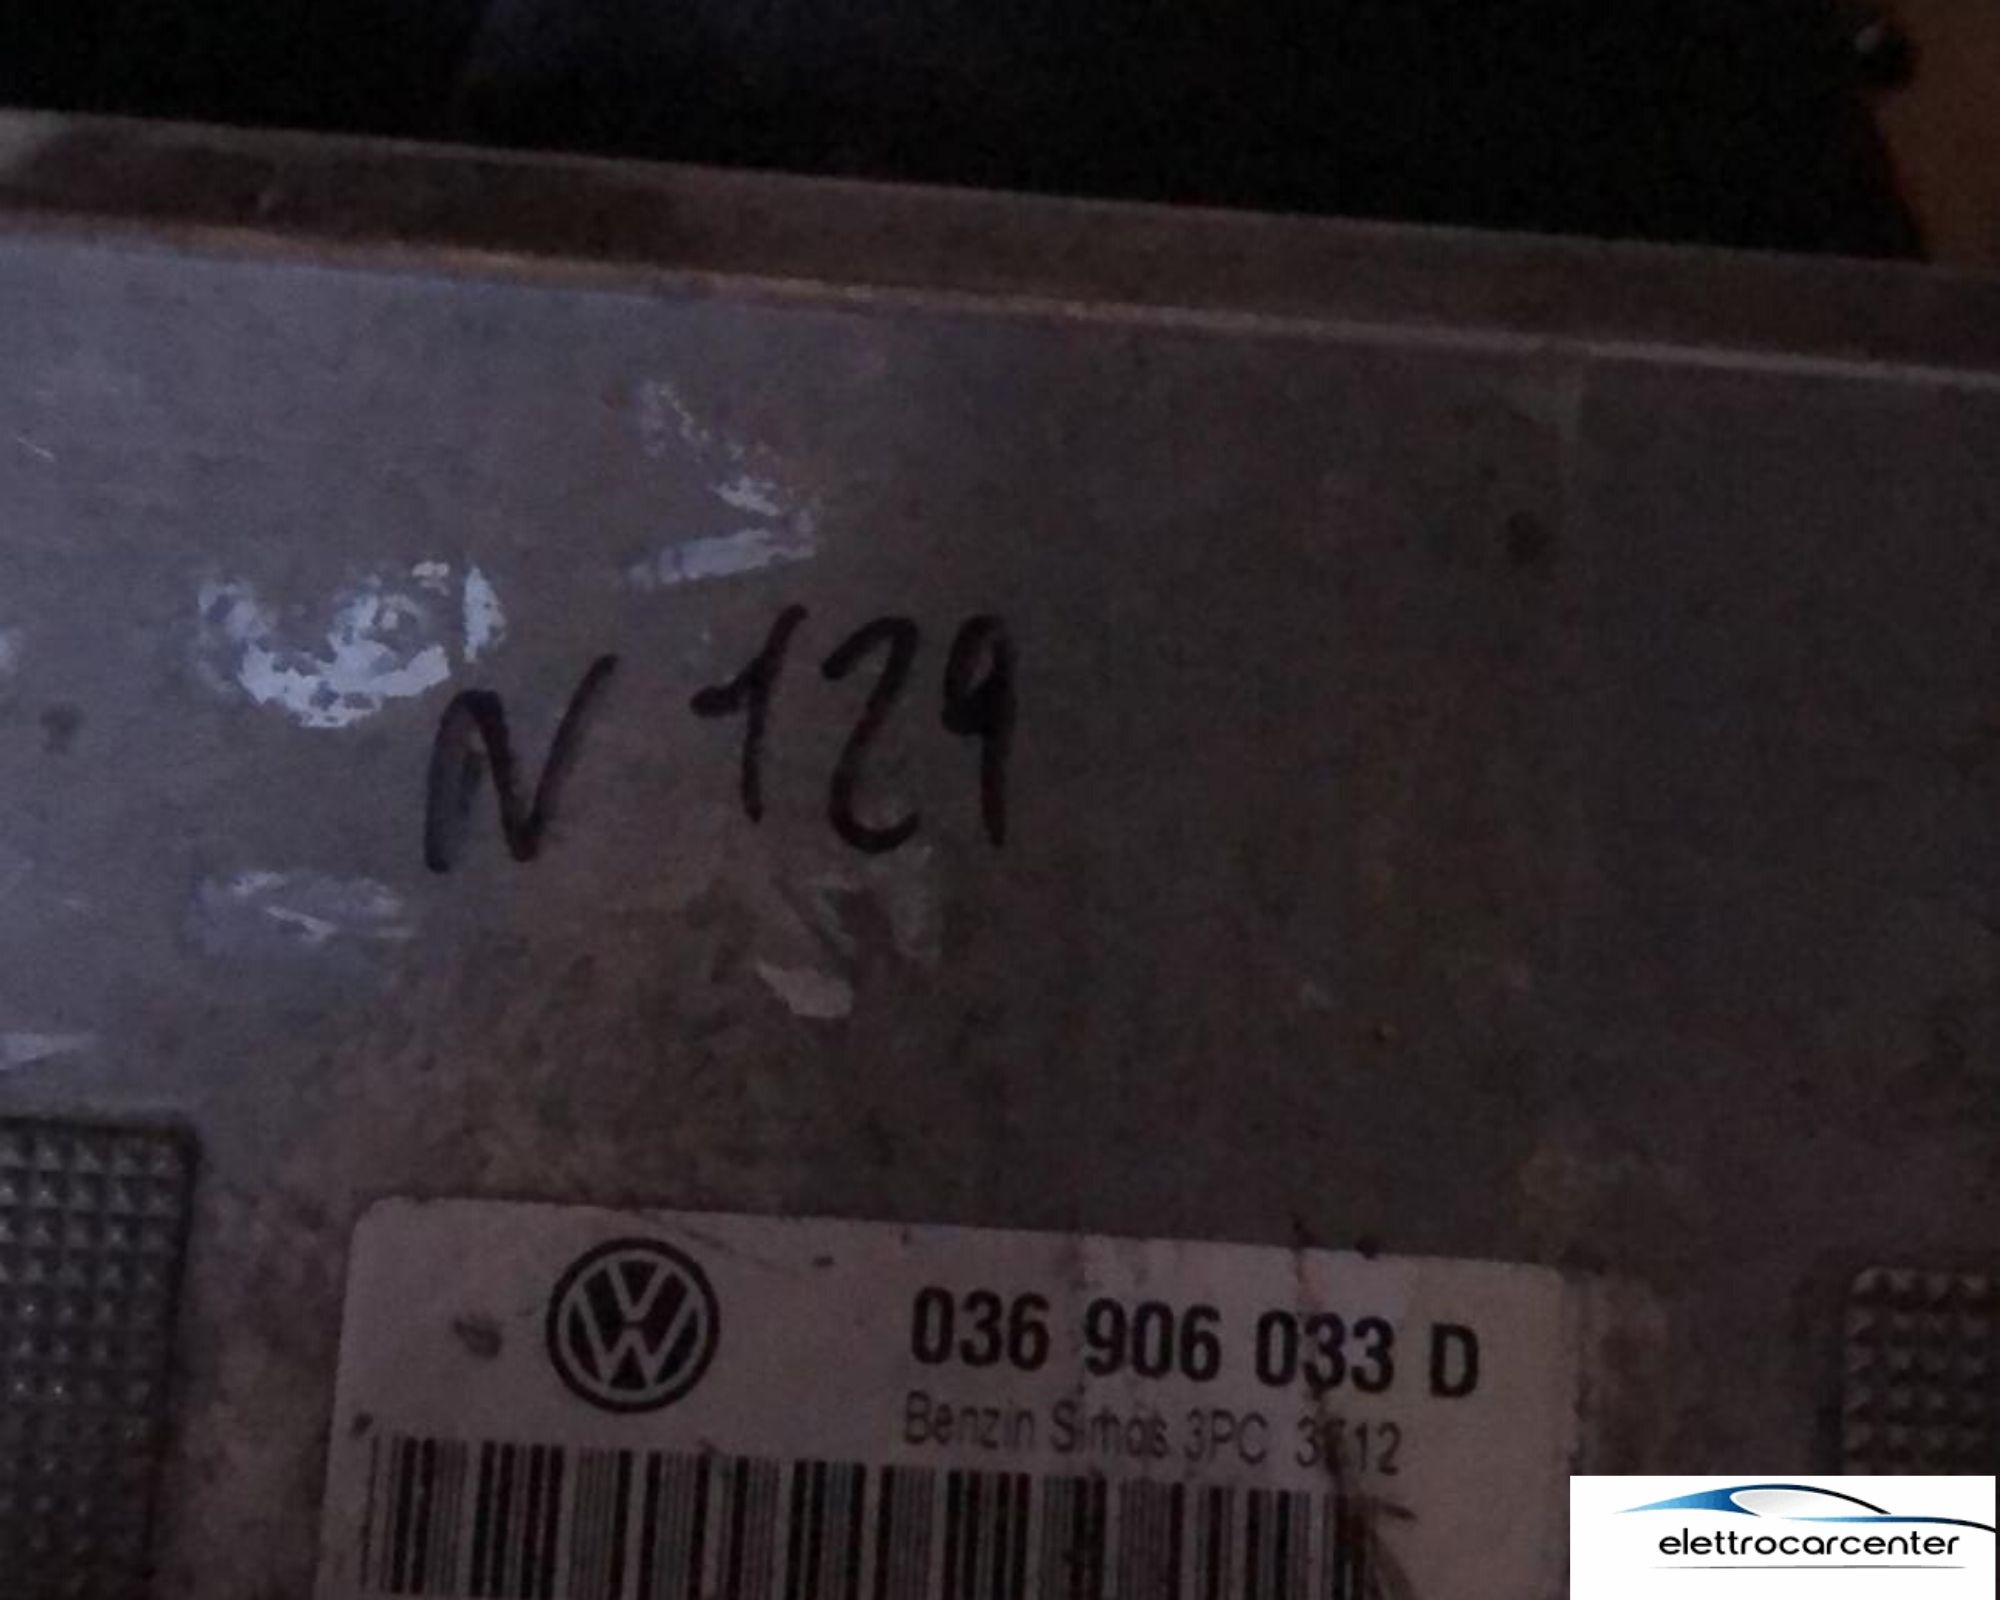 N 129
036 906 033 D
Benzin Simos 3PC
elettrocarcenter